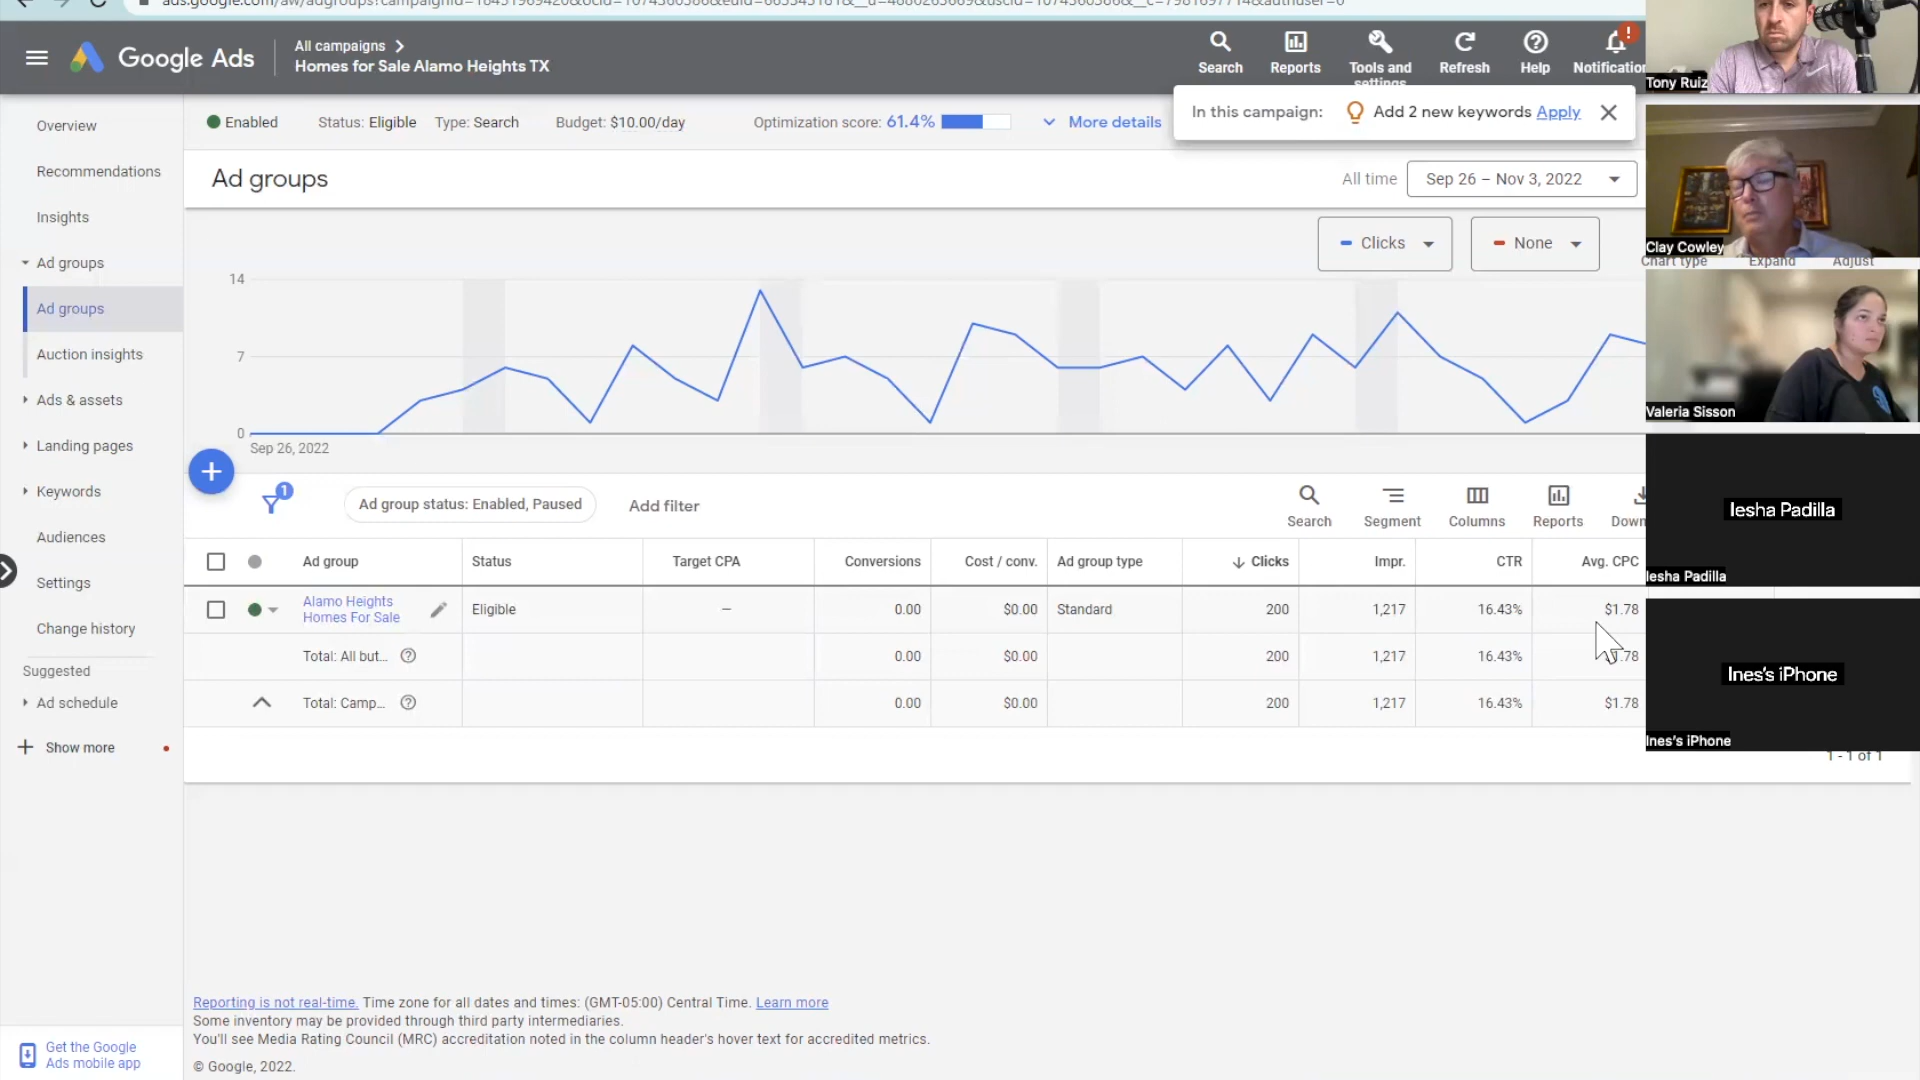 Google Ads
All campaigns
Homes for Sale Alamo Heights TX
Search
Reports
Tools and
settings
Refresh
Help
Notification
Tony Ruiz
Enabled
Status: Eligible
Type: Search
Budget: $10.00/day
Optimization score: 61.4%
More details
In this campaign:
Add 2 new keywords Apply
Overview
Recommendations
Insights
Ad groups
Ad groups
Auction insights
Ads & assets
Landing pages
Keywords
Audiences
Settings
Change history
Suggested
Ad schedule
Show more
Get the Google
Ads mobile app
Ad groups
All time
Sep 26 – Nov 3, 2022
Clicks
None
Clay Cowley
Chart type
Expand
Adjust
14
7
0
Sep 26, 2022
Valeria Sisson
1
Ad group status: Enabled, Paused
Add filter
Search
Segment
Columns
Reports
Down
Iesha Padilla
Iesha Padilla
Ad group Status Target CPA Conversions Cost / conv. Ad group type Clicks Impr. CTR Avg. CPC
Alamo Heights
Homes For Sale
Eligible – 0.00 $0.00 Standard 200 1,217 16.43% $1.78
Total: All but... 0.00 $0.00 200 1,217 16.43% .78
Total: Camp... 0.00 $0.00 200 1,217 16.43% $1.78
Ines's iPhone
Ines's iPhone
1 - 1 of 1
Reporting is not real-time. Time zone for all dates and times: (GMT-05:00) Central Time. Learn more
Some inventory may be provided through third party intermediaries.
You'll see Media Rating Council (MRC) accreditation noted in the column header's hover text for accredited metrics.
© Google, 2022.